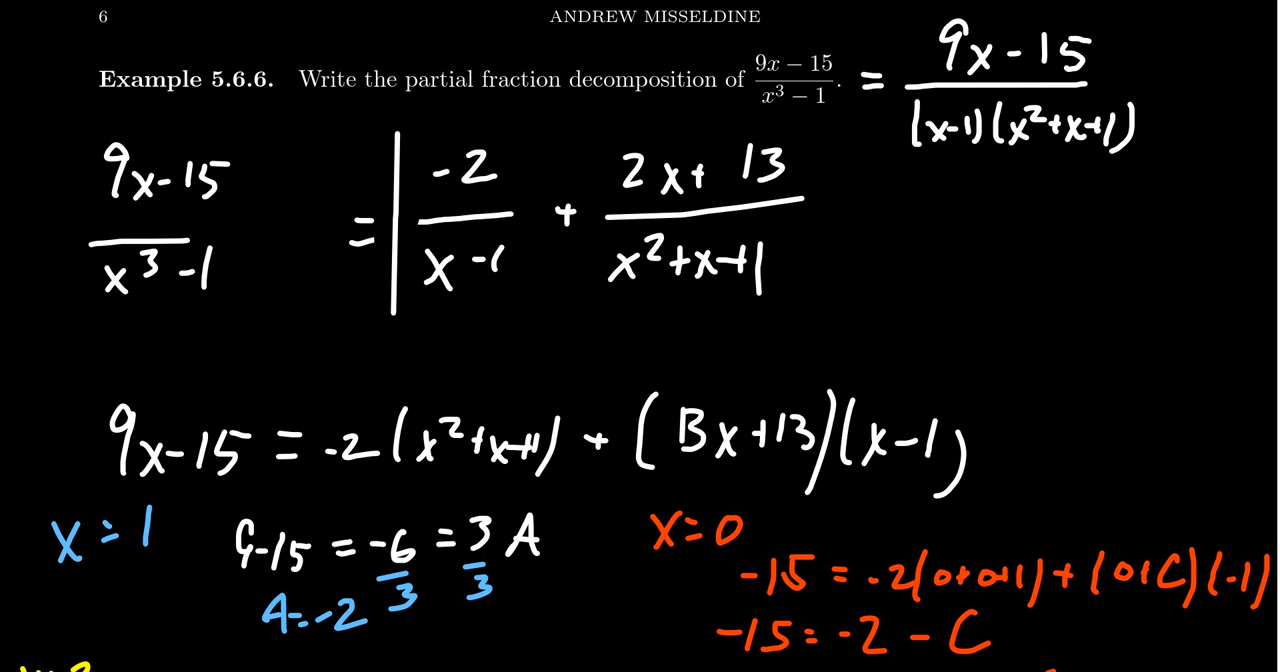 6 ANDREW MISSELDINE
Example 5.6.6. Write the partial fraction decomposition of (9x − 15)/(x³ − 1). = (9x-15)/((x-1)(x²+x+1))
(9x-15)/(x³-1) = | (-2)/(x-1) + (2x+13)/(x²+x+1)
9x-15 = -2(x²+x+1) + (Bx+13)(x-1)
x=1 9-15 = -6/3 = 3A/3
A=-2
x=0
-15 = -2(0+0+1)+(0+C)(-1)
-15 = -2 - C